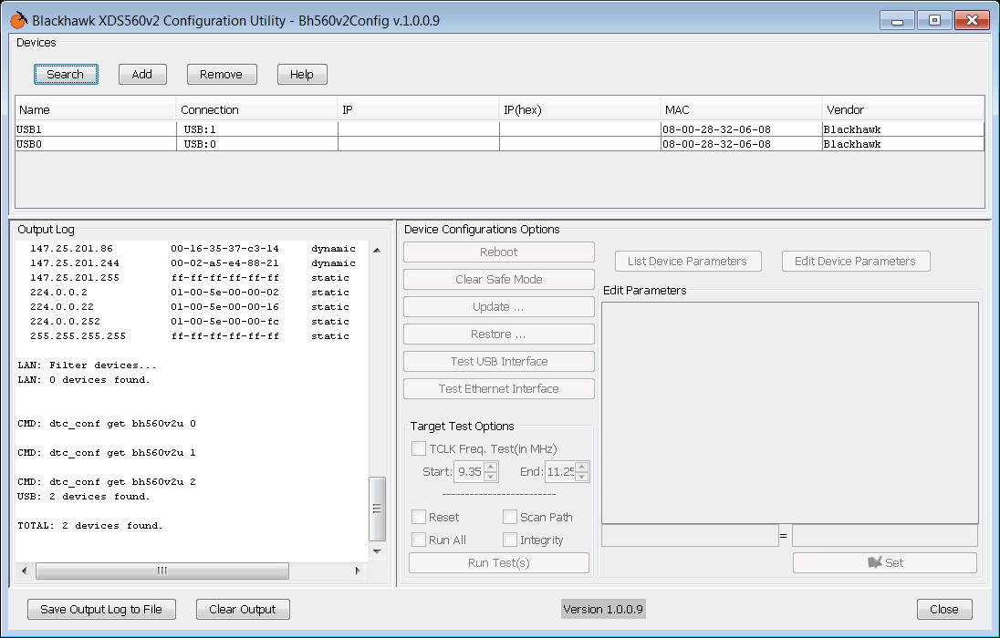 Blackhawk XDS560v2 Configuration Utility - Bh560v2Config v.1.0.0.9
Devices
Search Add Remove Help
Name Connection IP IP(hex) MAC Vendor
USB1 USB:1 08-00-28-32-06-08 Blackhawk
USB0 USB:0 08-00-28-32-06-08 Blackhawk
Output Log
147.25.201.86 00-16-35-37-c3-14 dynamic
147.25.201.244 00-02-a5-e4-88-21 dynamic
147.25.201.255 ff-ff-ff-ff-ff-ff static
224.0.0.2 01-00-5e-00-00-02 static
224.0.0.22 01-00-5e-00-00-16 static
224.0.0.252 01-00-5e-00-00-fc static
255.255.255.255 ff-ff-ff-ff-ff-ff static
LAN: Filter devices...
LAN: 0 devices found.
CMD: dtc_conf get bh560v2u 0
CMD: dtc_conf get bh560v2u 1
CMD: dtc_conf get bh560v2u 2
USB: 2 devices found.
TOTAL: 2 devices found.
Device Configurations Options
Reboot
Clear Safe Mode
Update ...
Restore ...
Test USB Interface
Test Ethernet Interface
Target Test Options
TCLK Freq. Test(in MHz)
Start: 9.35 End: 11.25
-------------------------
Reset Scan Path
Run All Integrity
Run Test(s)
List Device Parameters Edit Device Parameters
Edit Parameters
=
Set
Save Output Log to File Clear Output Version 1.0.0.9 Close